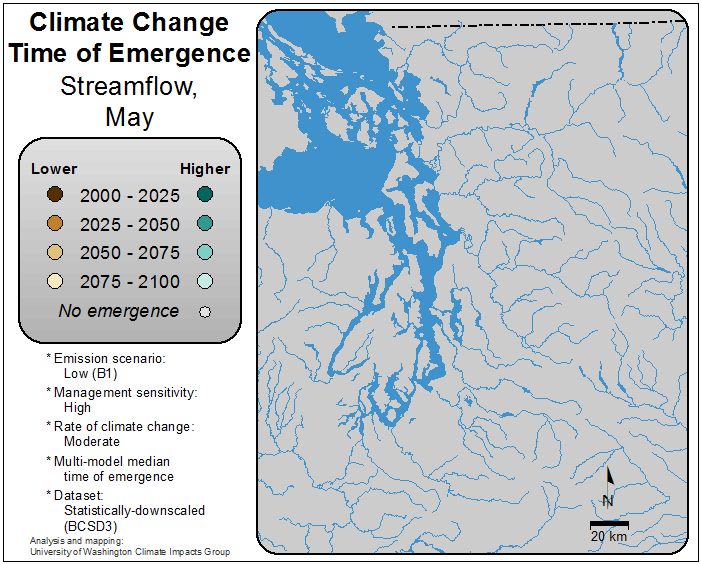 Climate Change
Time of Emergence
Streamflow,
May
Lower Higher
2000 - 2025
2025 - 2050
2050 - 2075
2075 - 2100
No emergence
* Emission scenario:
Low (B1)
* Management sensitivity:
High
* Rate of climate change:
Moderate
* Multi-model median
time of emergence
* Dataset:
Statistically-downscaled
(BCSD3)
Analysis and mapping:
University of Washington Climate Impacts Group
N
20 km